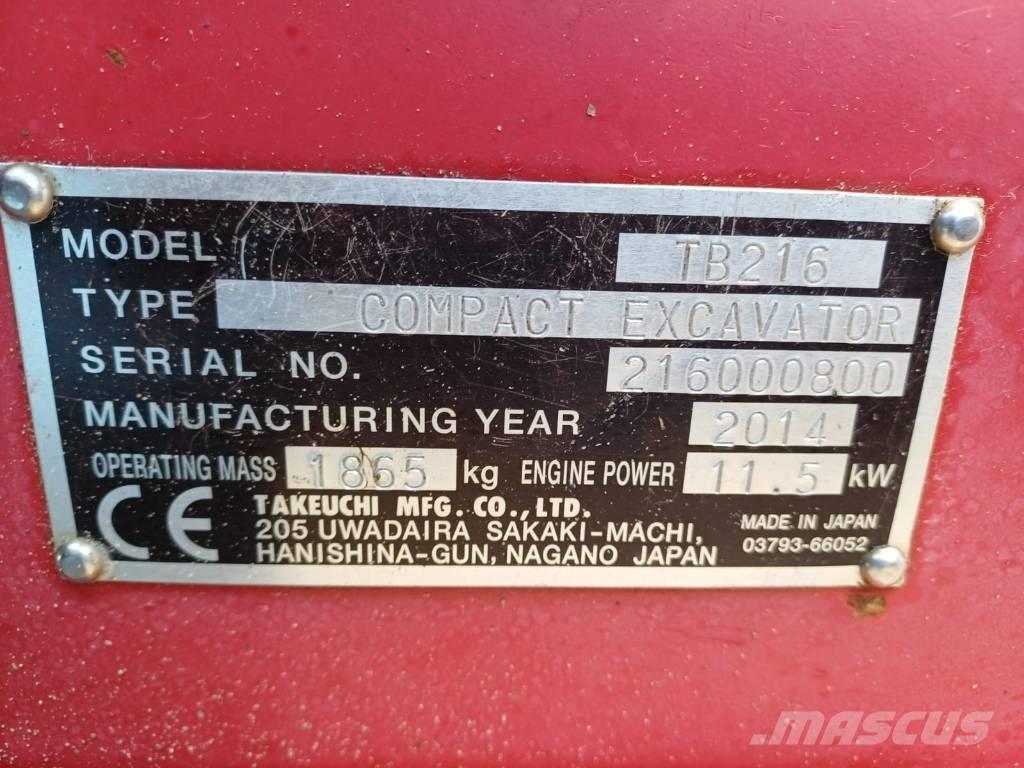 MODEL TB216
TYPE COMPACT EXCAVATOR
SERIAL NO. 216000800
MANUFACTURING YEAR 2014
OPERATING MASS 1865 kg ENGINE POWER 11.5 kW
CE TAKEUCHI MFG. CO., LTD.
205 UWADAIRA SAKAKI-MACHI,
HANISHINA-GUN, NAGANO JAPAN
MADE IN JAPAN
03793-66052
MASCUS